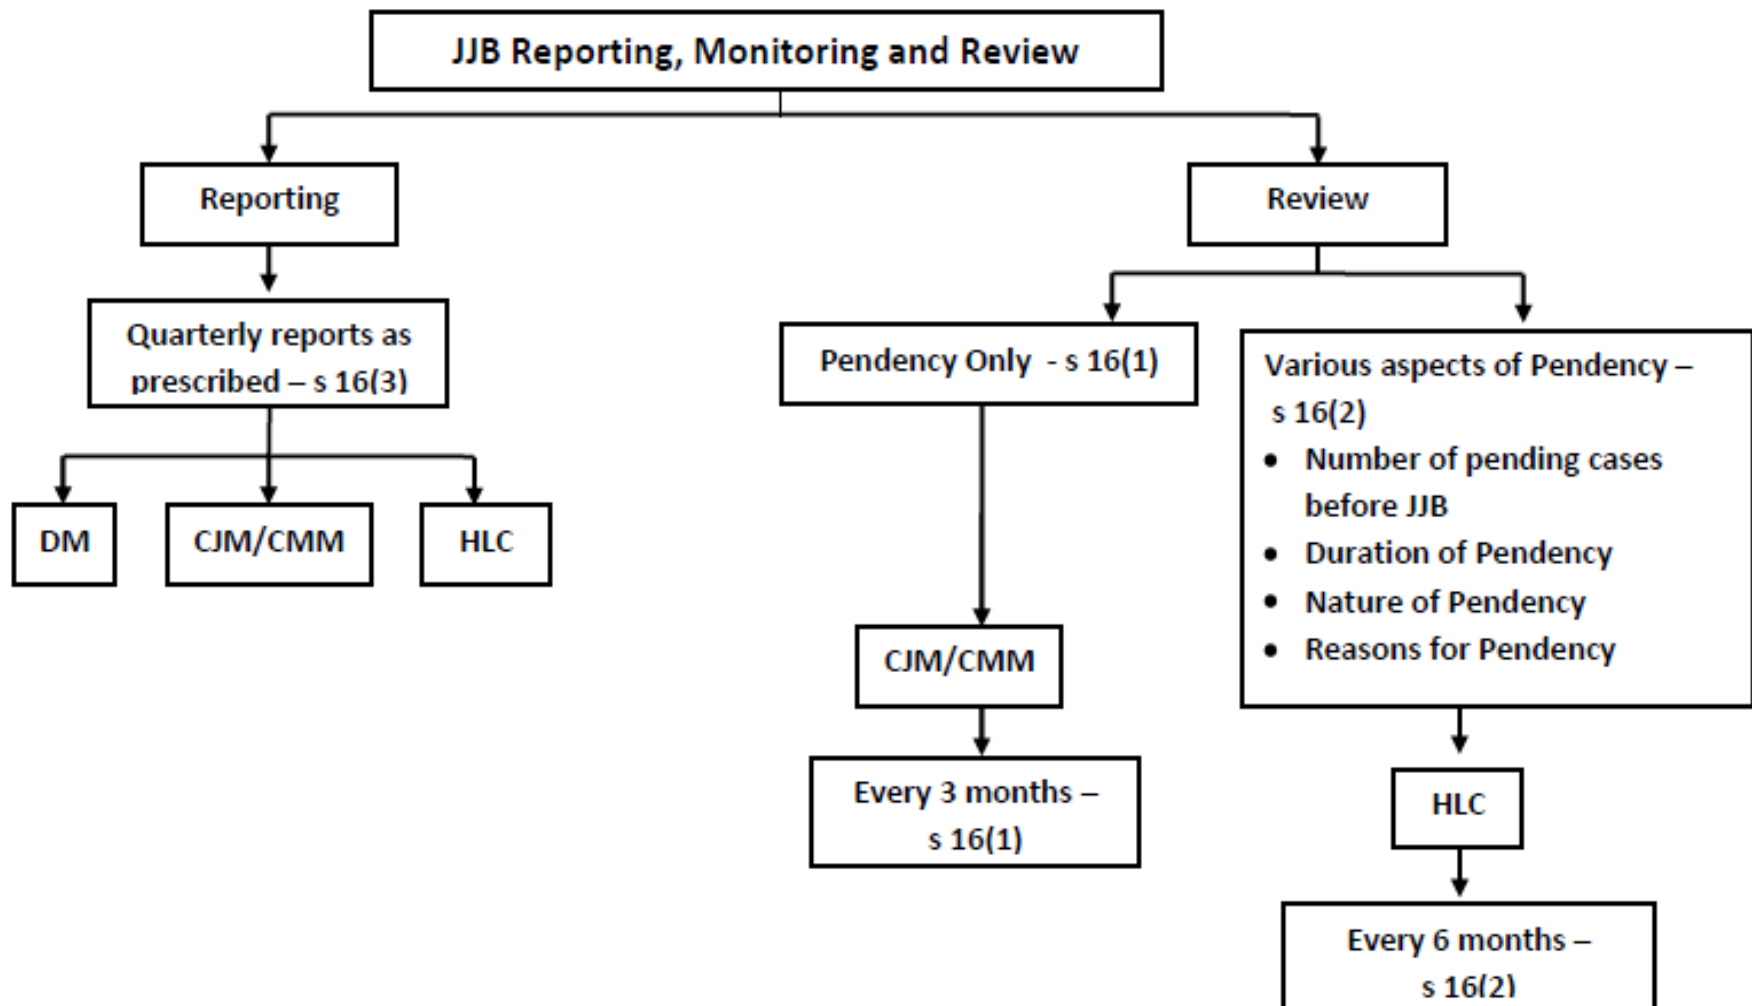 JJB Reporting, Monitoring and Review
Reporting
Review
Quarterly reports as
prescribed – s 16(3)
Pendency Only - s 16(1)
Various aspects of Pendency –
s 16(2)
• Number of pending cases
before JJB
• Duration of Pendency
• Nature of Pendency
• Reasons for Pendency
DM
CJM/CMM
HLC
CJM/CMM
Every 3 months –
s 16(1)
HLC
Every 6 months –
s 16(2)